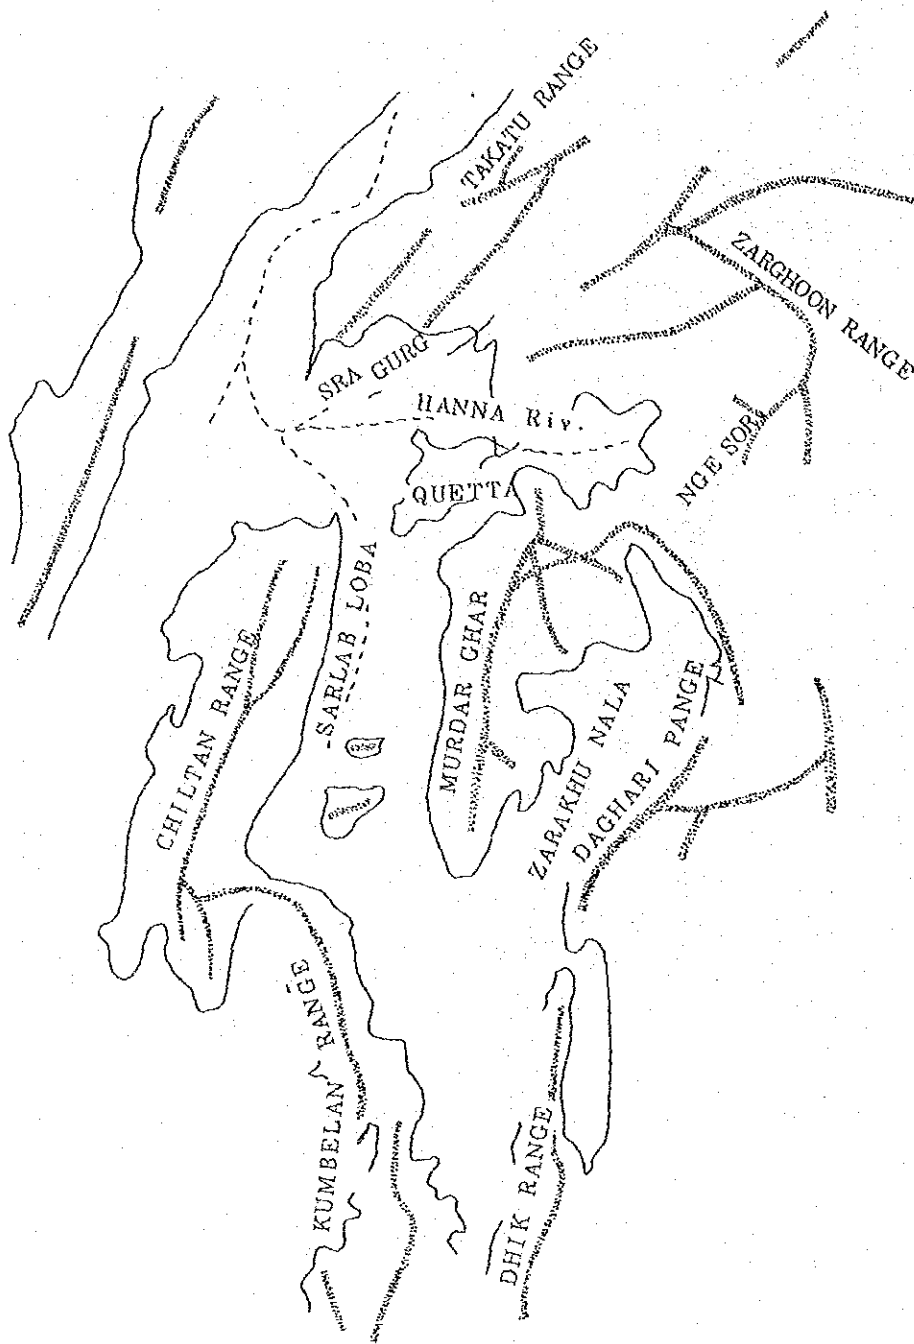 TAKATU RANGE
ZARGHOON RANGE
SRA GURG
HANNA Riv.
NGE SORA
QUETTA
SARLAB LOBA
MURDAR GHAR
CHILTAN RANGE
ZARAKHU NALA
DAGHARI PANGE
KUMBELAN RANGE
DHIK RANGE